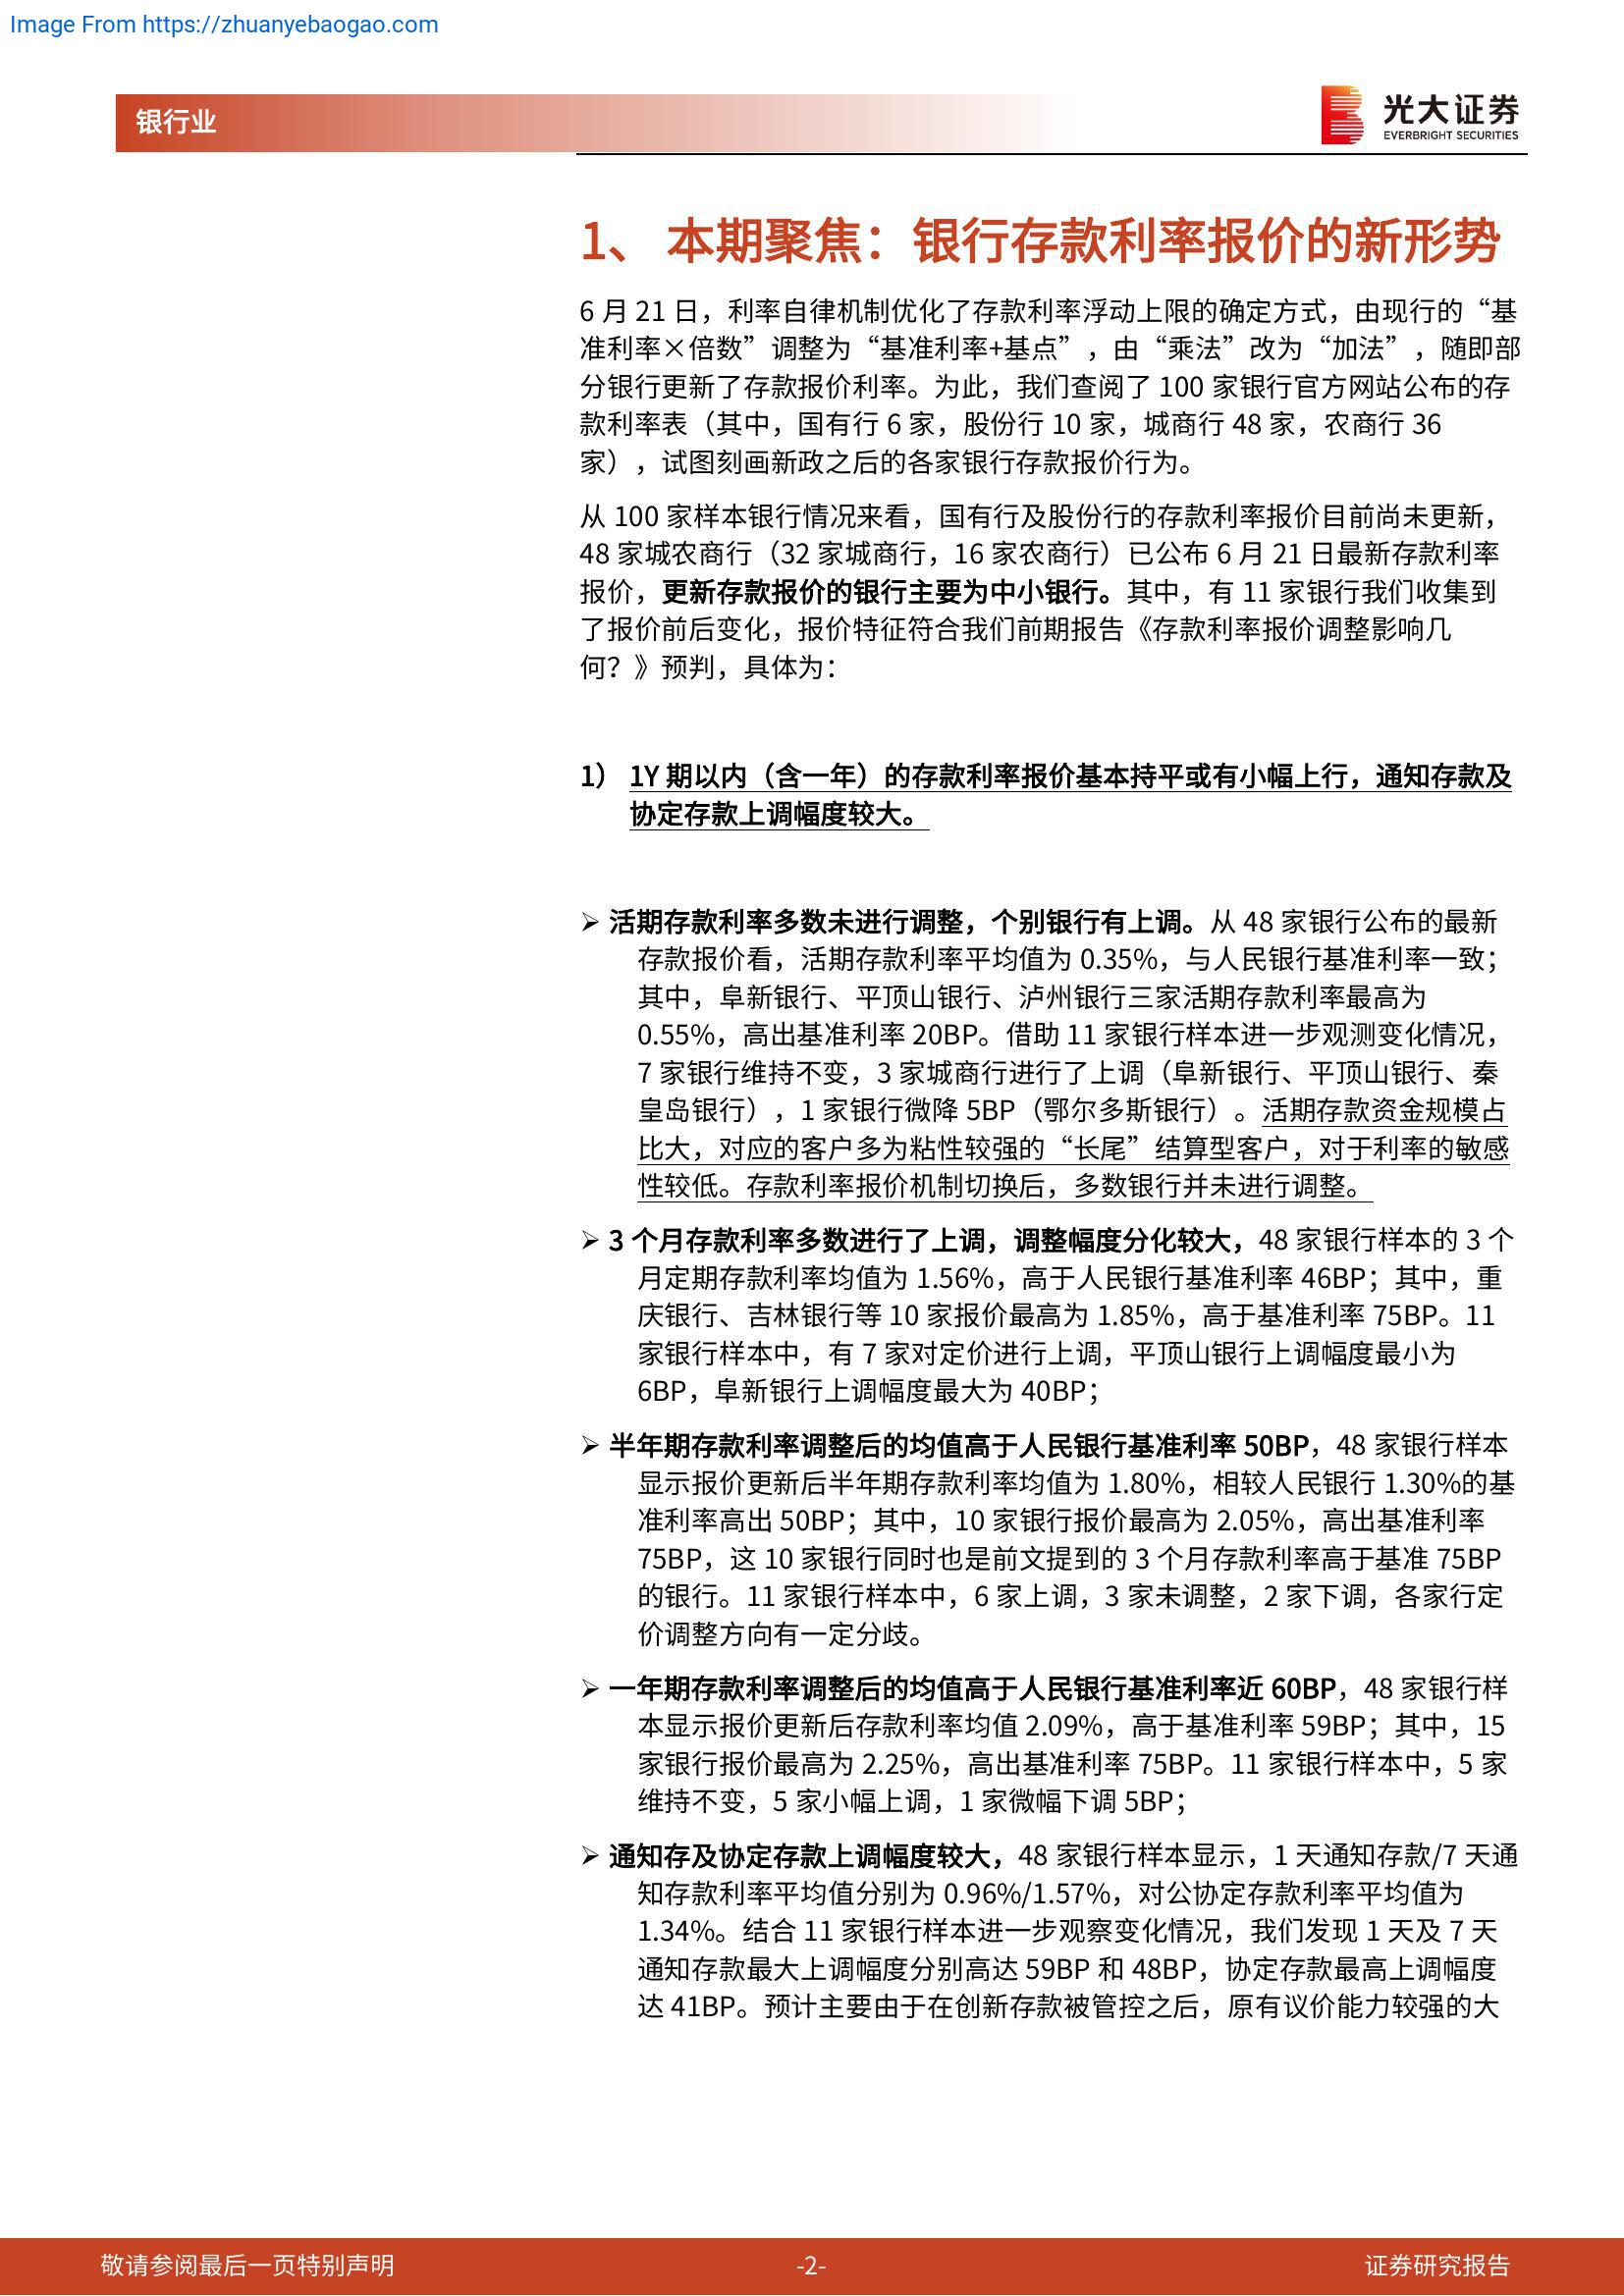 Image From https://zhuanyebaogao.com
银行业
光大证券
EVERBRIGHT SECURITIES
1、 本期聚焦：银行存款利率报价的新形势
6 月 21 日，利率自律机制优化了存款利率浮动上限的确定方式，由现行的“基
准利率×倍数”调整为“基准利率+基点”，由“乘法”改为“加法”，随即部
分银行更新了存款报价利率。为此，我们查阅了 100 家银行官方网站公布的存
款利率表（其中，国有行 6 家，股份行 10 家，城商行 48 家，农商行 36
家），试图刻画新政之后的各家银行存款报价行为。
从 100 家样本银行情况来看，国有行及股份行的存款利率报价目前尚未更新，
48 家城农商行（32 家城商行，16 家农商行）已公布 6 月 21 日最新存款利率
报价，更新存款报价的银行主要为中小银行。其中，有 11 家银行我们收集到
了报价前后变化，报价特征符合我们前期报告《存款利率报价调整影响几
何？》预判，具体为：
1） 1Y 期以内（含一年）的存款利率报价基本持平或有小幅上行，通知存款及
协定存款上调幅度较大。
➢ 活期存款利率多数未进行调整，个别银行有上调。从 48 家银行公布的最新
存款报价看，活期存款利率平均值为 0.35%，与人民银行基准利率一致；
其中，阜新银行、平顶山银行、泸州银行三家活期存款利率最高为
0.55%，高出基准利率 20BP。借助 11 家银行样本进一步观测变化情况，
7 家银行维持不变，3 家城商行进行了上调（阜新银行、平顶山银行、秦
皇岛银行），1 家银行微降 5BP（鄂尔多斯银行）。活期存款资金规模占
比大，对应的客户多为粘性较强的“长尾”结算型客户，对于利率的敏感
性较低。存款利率报价机制切换后，多数银行并未进行调整。
➢ 3 个月存款利率多数进行了上调，调整幅度分化较大，48 家银行样本的 3 个
月定期存款利率均值为 1.56%，高于人民银行基准利率 46BP；其中，重
庆银行、吉林银行等 10 家报价最高为 1.85%，高于基准利率 75BP。11
家银行样本中，有 7 家对定价进行上调，平顶山银行上调幅度最小为
6BP，阜新银行上调幅度最大为 40BP；
➢ 半年期存款利率调整后的均值高于人民银行基准利率 50BP，48 家银行样本
显示报价更新后半年期存款利率均值为 1.80%，相较人民银行 1.30%的基
准利率高出 50BP；其中，10 家银行报价最高为 2.05%，高出基准利率
75BP，这 10 家银行同时也是前文提到的 3 个月存款利率高于基准 75BP
的银行。11 家银行样本中，6 家上调，3 家未调整，2 家下调，各家行定
价调整方向有一定分歧。
➢ 一年期存款利率调整后的均值高于人民银行基准利率近 60BP，48 家银行样
本显示报价更新后存款利率均值 2.09%，高于基准利率 59BP；其中，15
家银行报价最高为 2.25%，高出基准利率 75BP。11 家银行样本中，5 家
维持不变，5 家小幅上调，1 家微幅下调 5BP；
➢ 通知存及协定存款上调幅度较大，48 家银行样本显示，1 天通知存款/7 天通
知存款利率平均值分别为 0.96%/1.57%，对公协定存款利率平均值为
1.34%。结合 11 家银行样本进一步观察变化情况，我们发现 1 天及 7 天
通知存款最大上调幅度分别高达 59BP 和 48BP，协定存款最高上调幅度
达 41BP。预计主要由于在创新存款被管控之后，原有议价能力较强的大
敬请参阅最后一页特别声明
-2-
证券研究报告